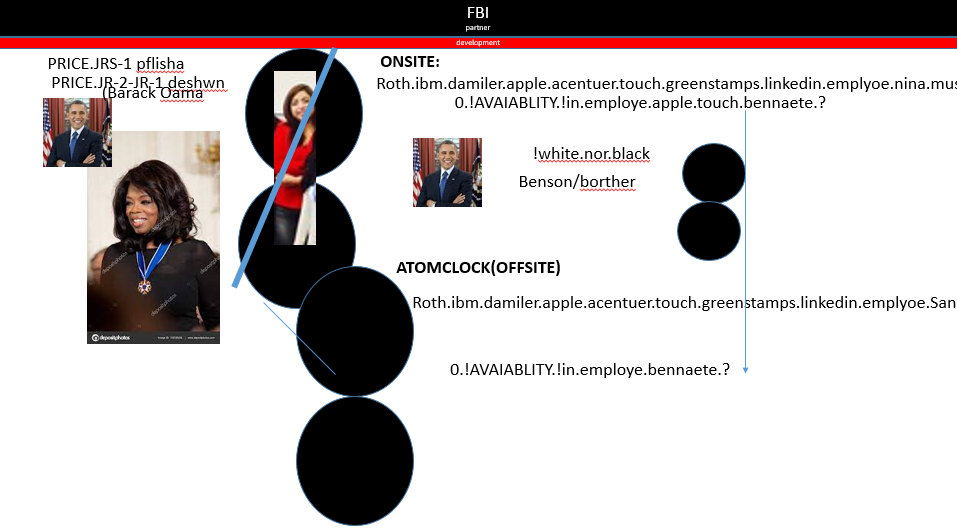 FBI
partner
development
PRICE.JRS-1 pflisha
PRICE.JR-2-JR-1 deshwn
(Barack Oama
ONSITE:
Roth.ibm.damiler.apple.acentuer.touch.greenstamps.linkedin.emplyoe.nina.mus
0.!AVAIABLITY.!in.employe.apple.touch.bennaete.?
!white.nor.black
Benson/borther
ATOMCLOCK(OFFSITE)
Roth.ibm.damiler.apple.acentuer.touch.greenstamps.linkedin.emplyoe.San
0.!AVAIABLITY.!in.employe.bennaete.?
depositphotos
depositphotos
depositphotos
depositphotos